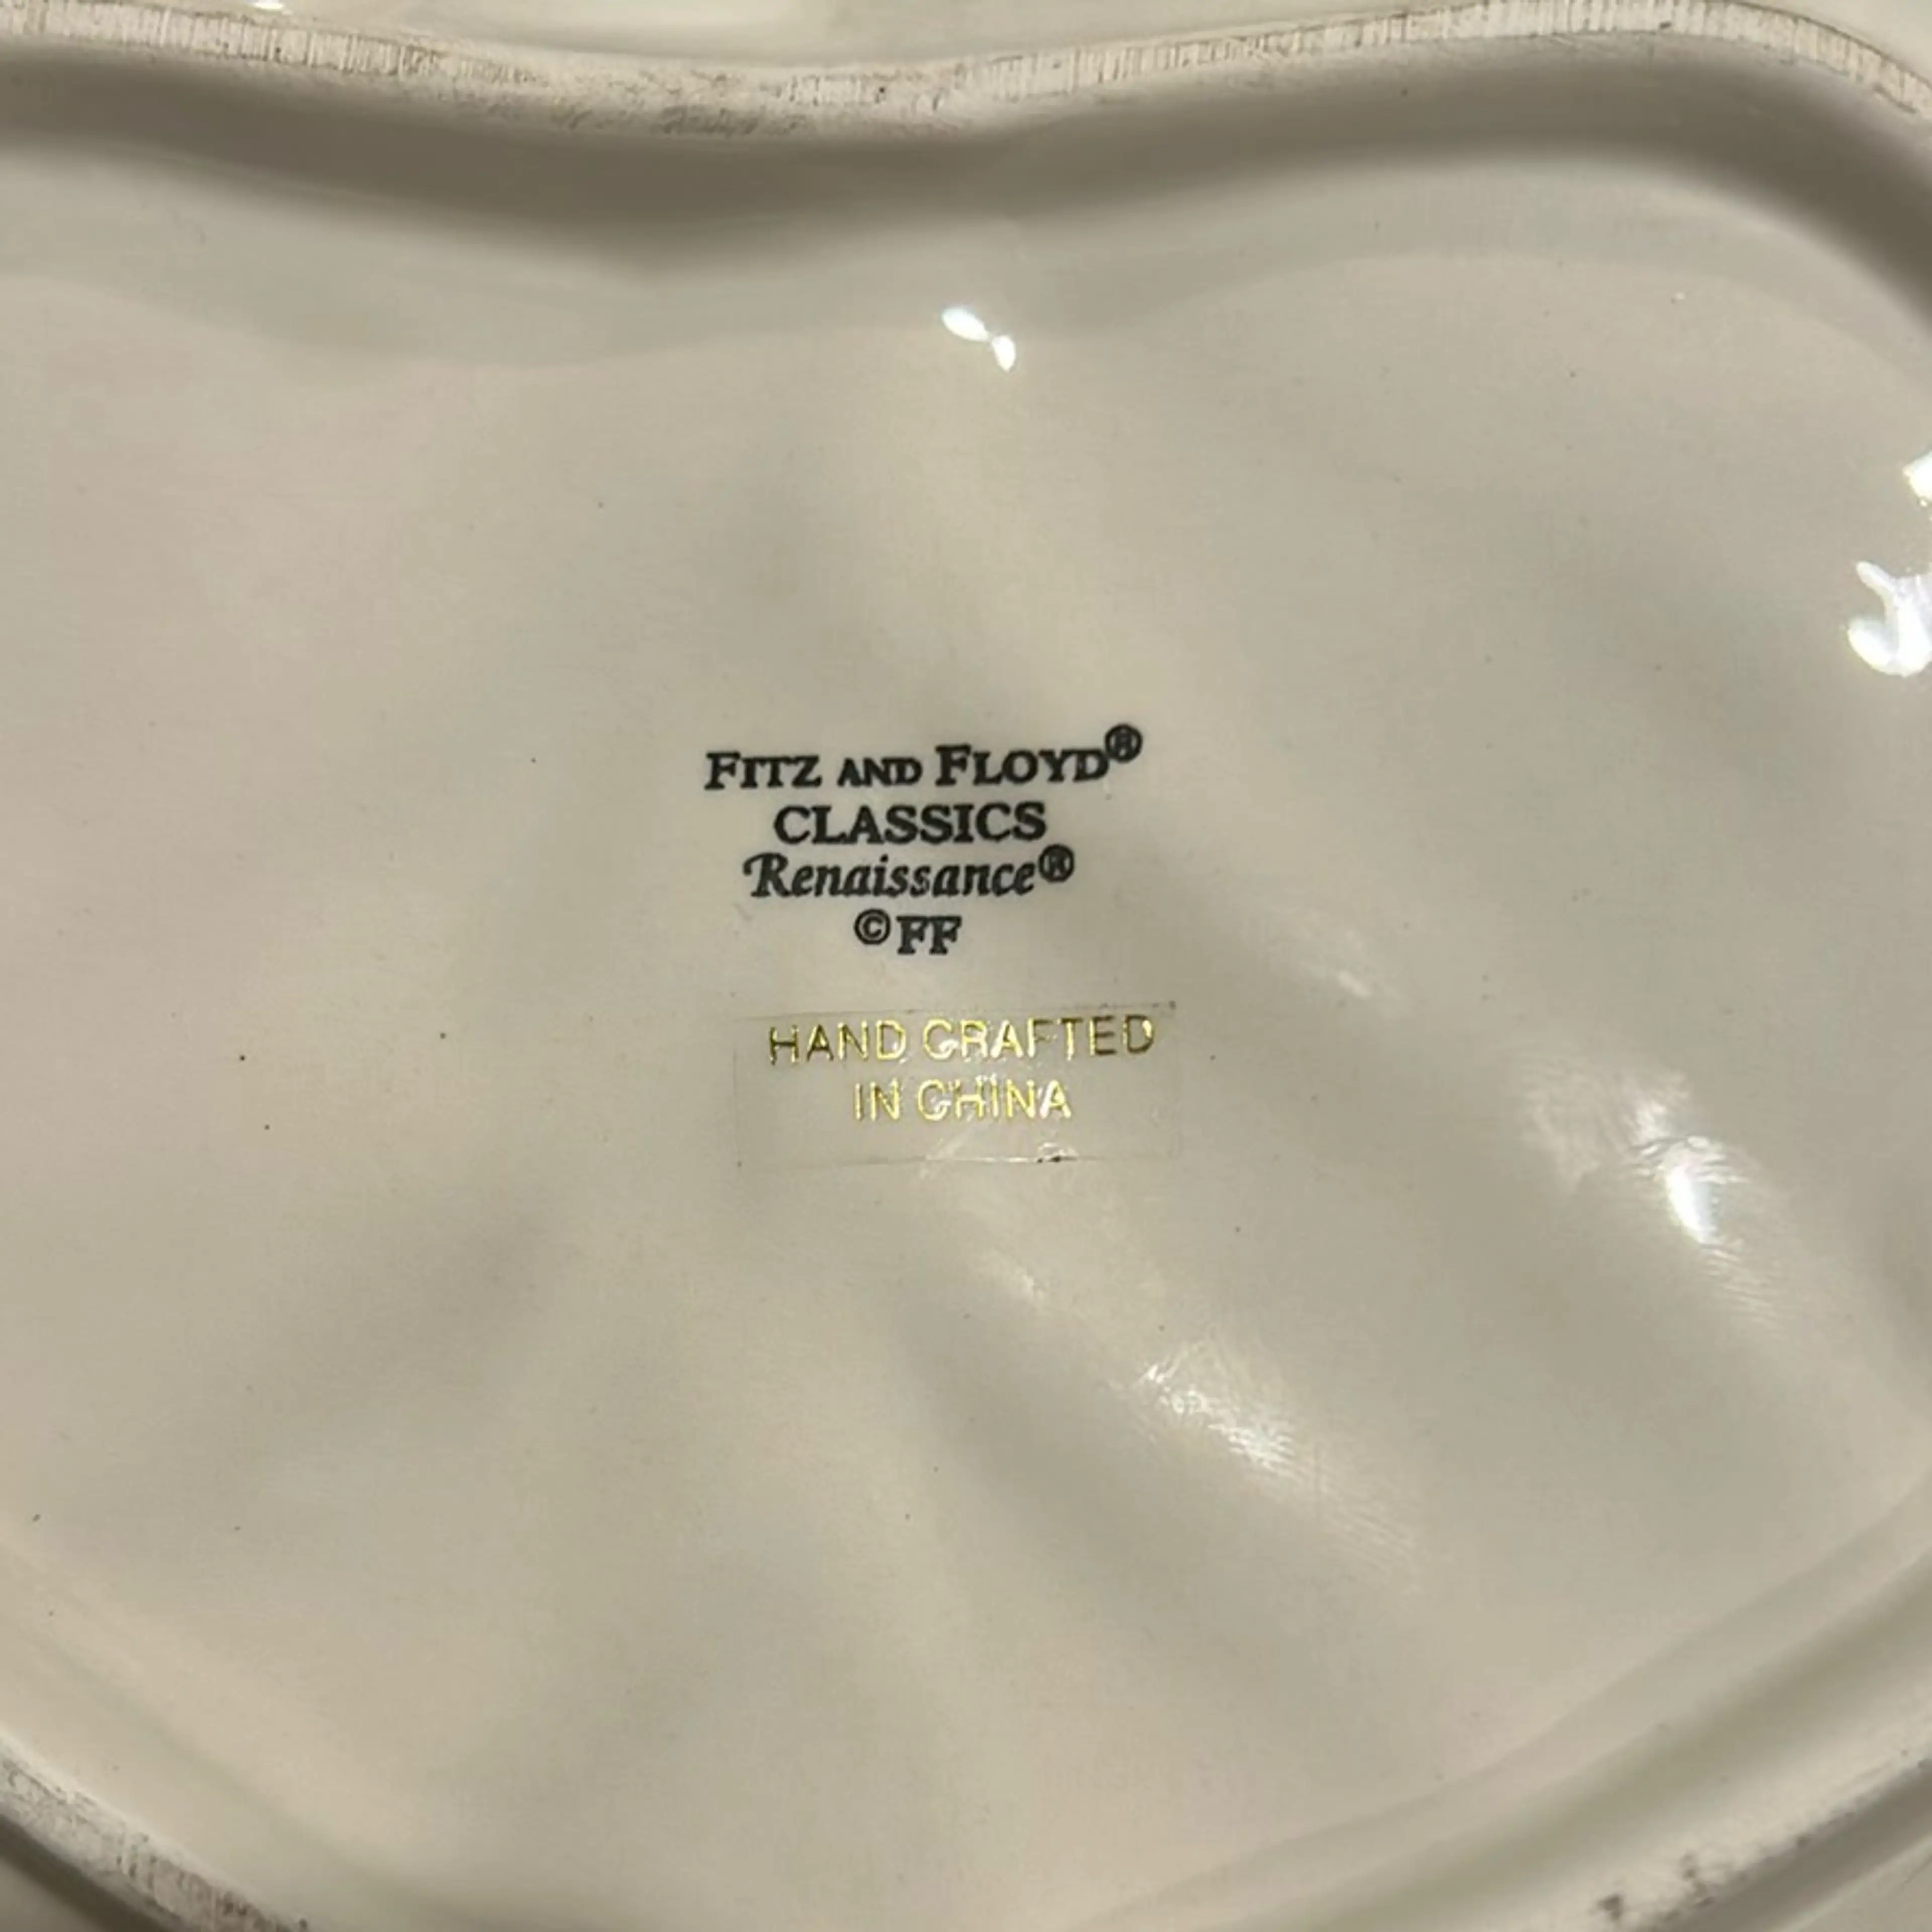 FITZ AND FLOYD®
CLASSICS
Renaissance®
©FF
HAND CRAFTED
IN CHINA